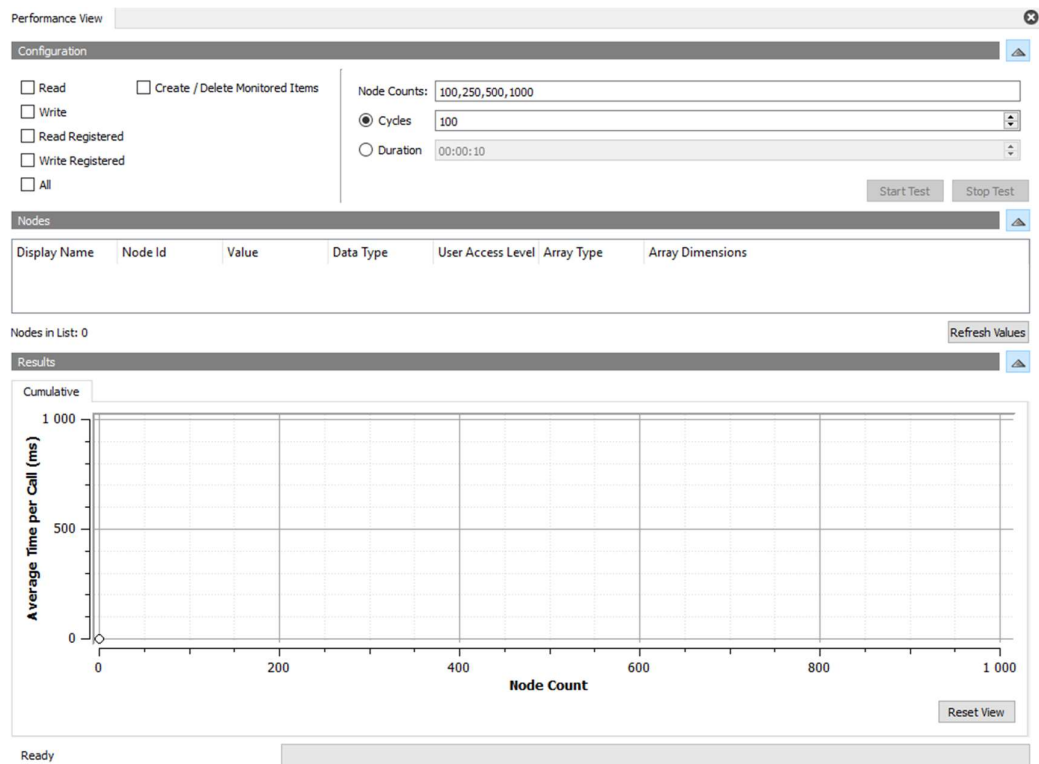 Performance View
Configuration
Read
Create / Delete Monitored Items
Write
Read Registered
Write Registered
All
Node Counts: 100,250,500,1000
Cycles 100
Duration 00:00:10
Start Test Stop Test
Nodes
Display Name Node Id Value Data Type User Access Level Array Type Array Dimensions
Nodes in List: 0
Refresh Values
Results
Cumulative
Average Time per Call (ms)
1 000
500
0
0 200 400 600 800 1 000
Node Count
Reset View
Ready